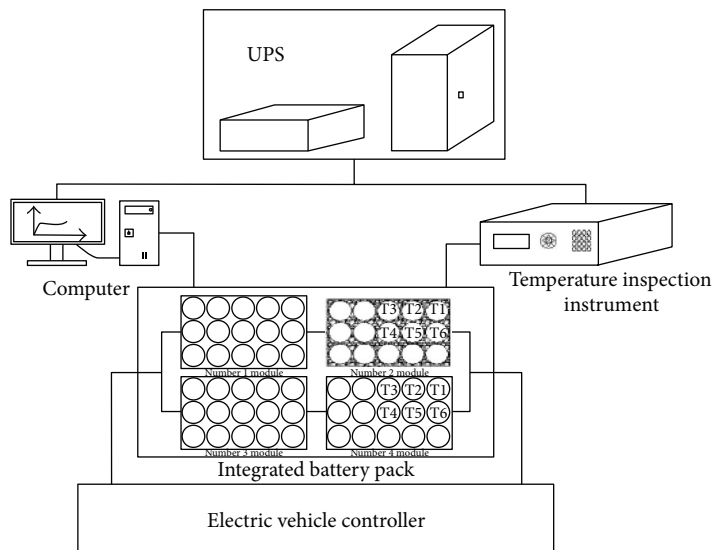 UPS
Computer
Temperature inspection
instrument
T3 T2 T1
T4 T5 T6
Number 1 module
Number 2 module
T3 T2 T1
T4 T5 T6
Number 3 module
Number 4 module
Integrated battery pack
Electric vehicle controller